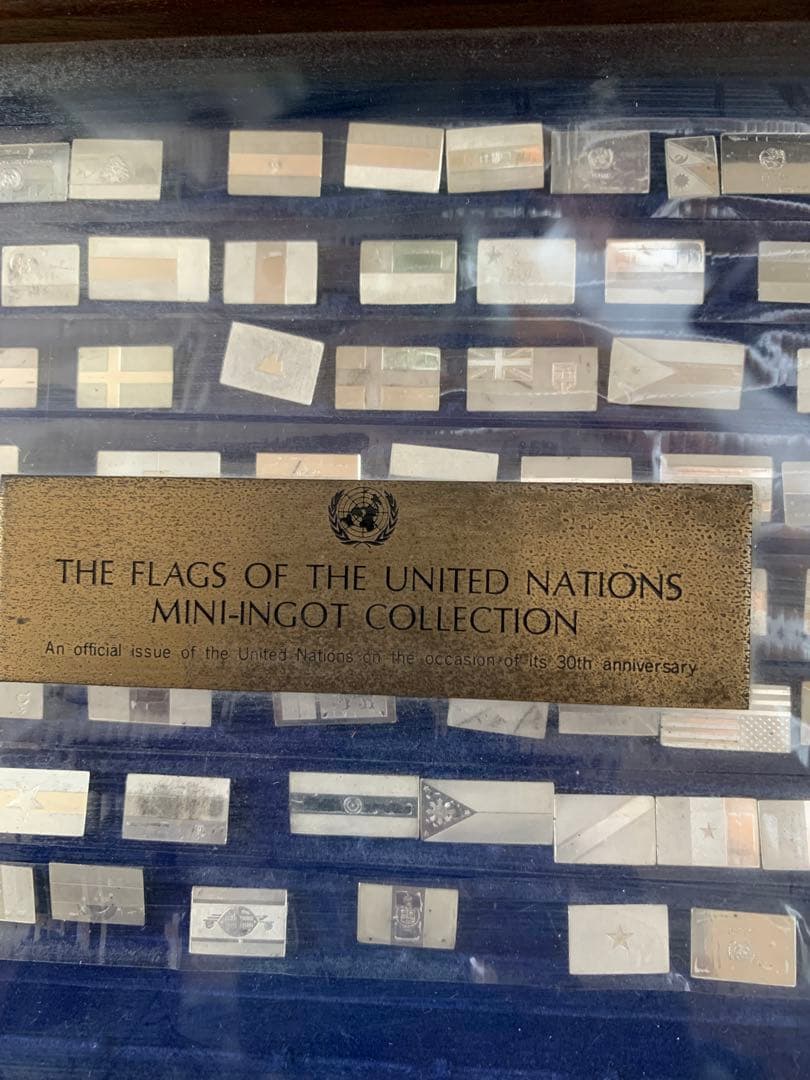 THE FLAGS OF THE UNITED NATIONS
MINI-INGOT COLLECTION
An official issue of the United Nations on the occasion of its 30th anniversary